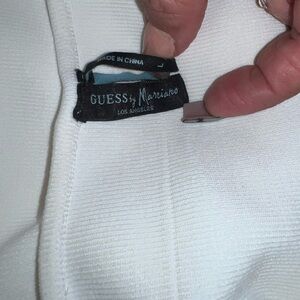 MADE IN CHINA
L
GUESS by Marciano
LOS ANGELES